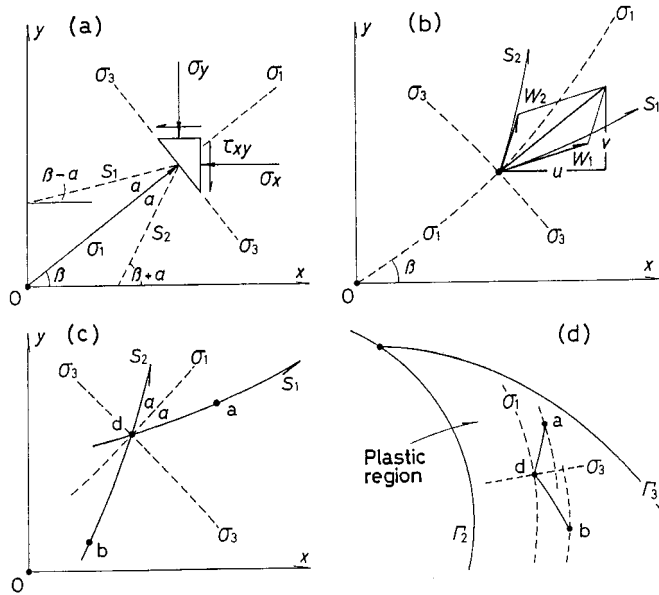 y (a)
σ3 σy σ1
τxy
β-α S1 α σx
α
σ1 S2 σ3
β β+α x
O
y (b) σ1
S2
σ3 W2 S1
W1 v
u
σ1 σ3
β x
O
y (c)
S2 σ1
σ3 α S1
d α a
σ3
b
x
O
(d)
σ1 a
Plastic
region d σ3
b Γ3
Γ2